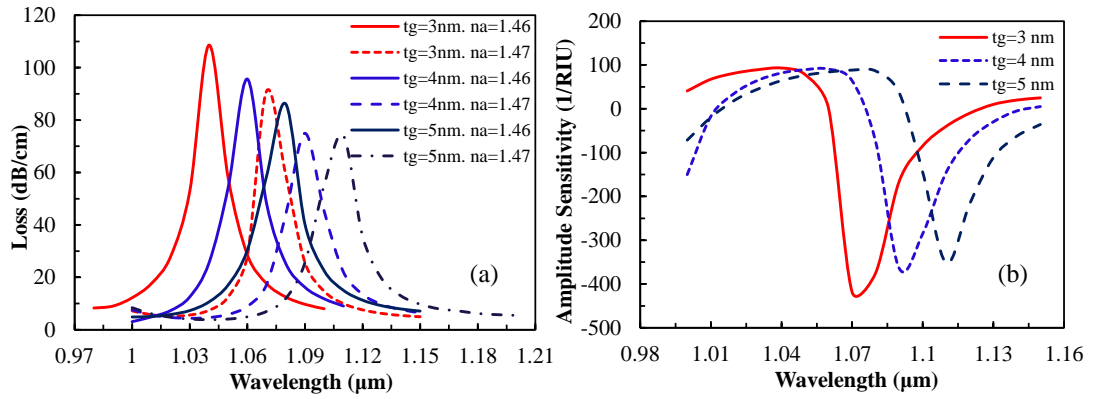 120
100
80
60
40
20
0
Loss (dB/cm)
tg=3nm. na=1.46
tg=3nm. na=1.47
tg=4nm. na=1.46
tg=4nm. na=1.47
tg=5nm. na=1.46
tg=5nm. na=1.47
(a)
0.97 1 1.03 1.06 1.09 1.12 1.15 1.18 1.21
Wavelength (µm)
200
100
0
-100
-200
-300
-400
-500
Amplitude Sensitivity (1/RIU)
tg=3 nm
tg=4 nm
tg=5 nm
(b)
0.98 1.01 1.04 1.07 1.1 1.13 1.16
Wavelength (µm)